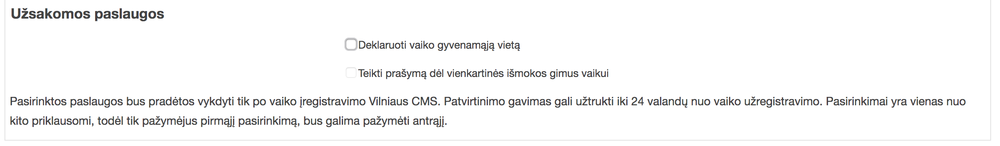 Užsakomos paslaugos
Deklaruoti vaiko gyvenamąją vietą
Teikti prašymą dėl vienkartinės išmokos gimus vaikui
Pasirinktos paslaugos bus pradėtos vykdyti tik po vaiko įregistravimo Vilniaus CMS. Patvirtinimo gavimas gali užtrukti iki 24 valandų nuo vaiko užregistravimo. Pasirinkimai yra vienas nuo
kito priklausomi, todėl tik pažymėjus pirmąjį pasirinkimą, bus galima pažymėti antrąjį.